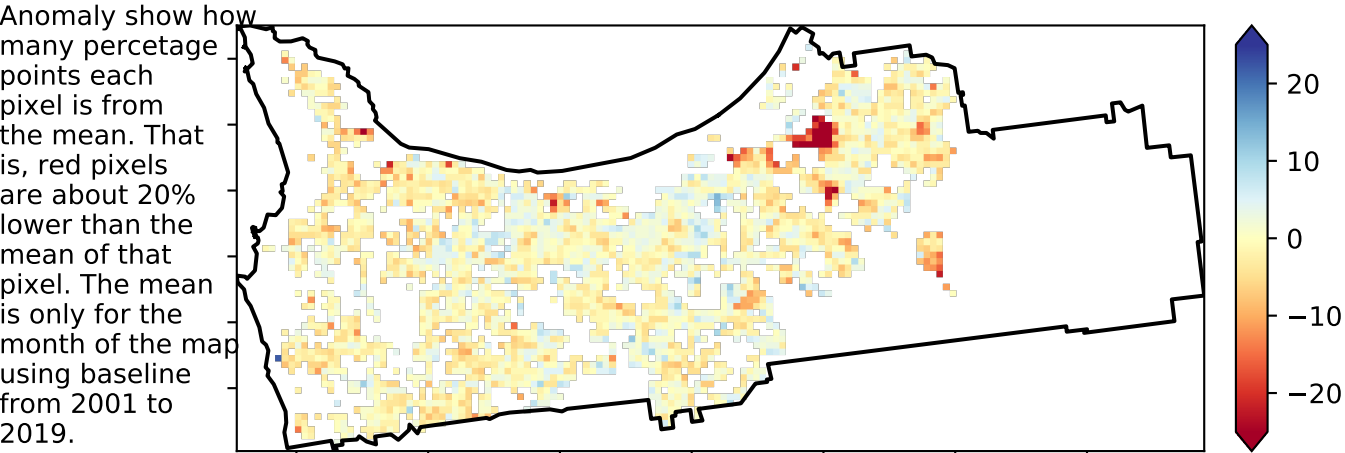 Anomaly show how
many percetage
points each
pixel is from
the mean. That
is, red pixels
are about 20%
lower than the
mean of that
pixel. The mean
is only for the
month of the map
using baseline
from 2001 to
2019.
20
10
0
−10
−20